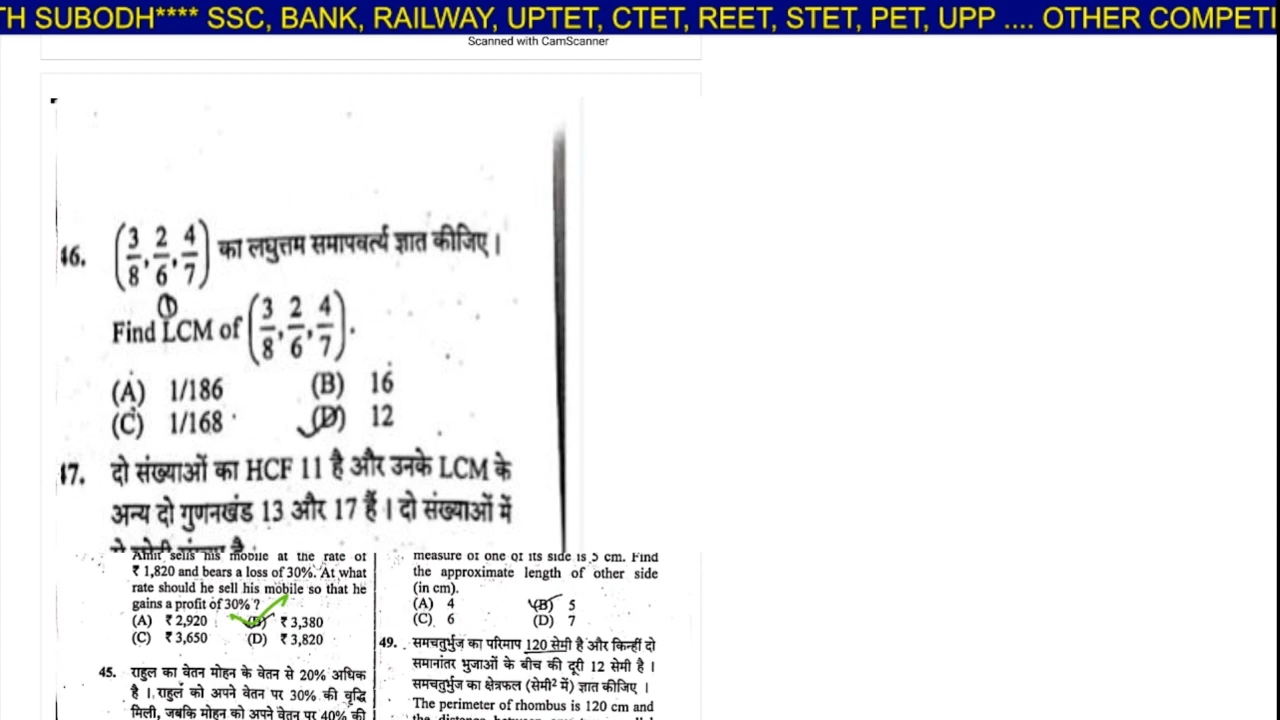 TH SUBODH**** SSC, BANK, RAILWAY, UPTET, CTET, REET, STET, PET, UPP .... OTHER COMPETI
Scanned with CamScanner
46. (3/8, 2/6, 4/7) का लघुत्तम समापवर्त्य ज्ञात कीजिए ।
①
Find LCM of (3/8, 2/6, 4/7).
(A) 1/186 (B) 16
(C) 1/168 (D) 12
47. दो संख्याओं का HCF 11 है और उनके LCM के
अन्य दो गुणनखंड 13 और 17 हैं । दो संख्याओं में
Amit sells his mobile at the rate of
₹ 1,820 and bears a loss of 30%. At what
rate should he sell his mobile so that he
gains a profit of 30% ?
(A) ₹ 2,920 (B) ₹ 3,380
(C) ₹ 3,650 (D) ₹ 3,820
45. राहुल का वेतन मोहन के वेतन से 20% अधिक
है । राहुल को अपने वेतन पर 30% की वृद्धि
मिली, जबकि मोहन को अपने वेतन पर 40% की
measure of one of its side is 5 cm. Find
the approximate length of other side
(in cm).
(A) 4 (B) 5
(C) 6 (D) 7
49. समचतुर्भुज का परिमाप 120 सेमी है और किन्हीं दो
समानांतर भुजाओं के बीच की दूरी 12 सेमी है ।
समचतुर्भुज का क्षेत्रफल (सेमी² में) ज्ञात कीजिए ।
The perimeter of rhombus is 120 cm and